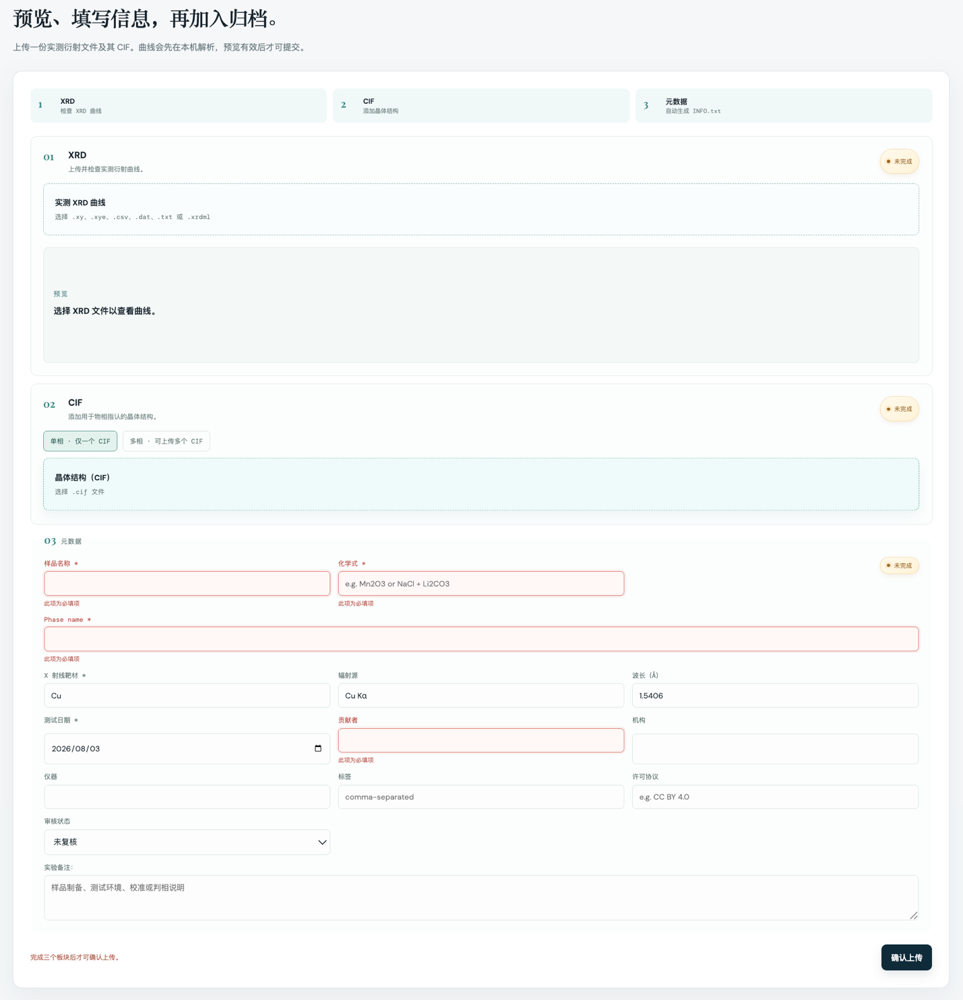 预览、填写信息，再加入归档。
上传一份实测衍射文件及其 CIF。曲线会先在本机解析，预览有效后才可提交。
1
XRD
检查 XRD 曲线
2
CIF
添加晶体结构
3
元数据
自动生成 INFO.txt
01
XRD
上传并检查实测衍射曲线。
未完成
实测 XRD 曲线
选择 .xy、.xye、.csv、.dat、.txt 或 .xrdml
预览
选择 XRD 文件以查看曲线。
02
CIF
添加用于物相指认的晶体结构。
未完成
单相 · 仅一个 CIF
多相 · 可上传多个 CIF
晶体结构（CIF）
选择 .cif 文件
03 元数据
未完成
样品名称 *
此项为必填项
化学式 *
e.g. Mn2O3 or NaCl + Li2CO3
此项为必填项
Phase name *
此项为必填项
X 射线靶材 *
Cu
辐射源
Cu Kα
波长 (Å)
1.5406
测试日期 *
2026/08/03
贡献者
此项为必填项
机构
仪器
标签
comma-separated
许可协议
e.g. CC BY 4.0
审核状态
未复核
实验备注：
样品制备、测试环境、校准或判相说明
完成三个板块后才可确认上传。
确认上传